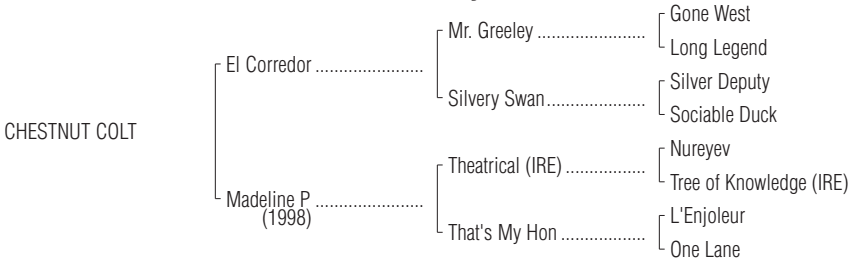 Gone West
Mr. Greeley .......................
Long Legend
El Corredor .......................
Silver Deputy
Silvery Swan.....................
Sociable Duck
CHESTNUT COLT
Nureyev
Theatrical (IRE) .................
Tree of Knowledge (IRE)
Madeline P .......................
(1998)
L'Enjoleur
That's My Hon ..................
One Lane